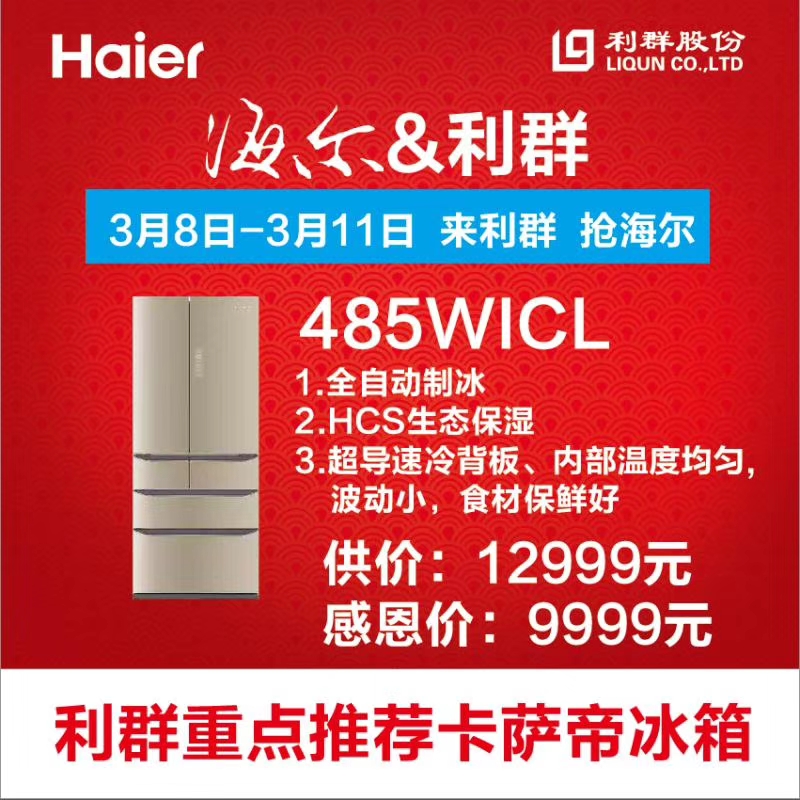 Haier
利群股份
LIQUN CO.,LTD
海尔&利群
3月8日-3月11日 来利群 抢海尔
485WICL
1.全自动制冰
2.HCS生态保湿
3.超导速冷背板、内部温度均匀,
波动小，食材保鲜好
供价：12999元
感恩价：9999元
利群重点推荐卡萨帝冰箱